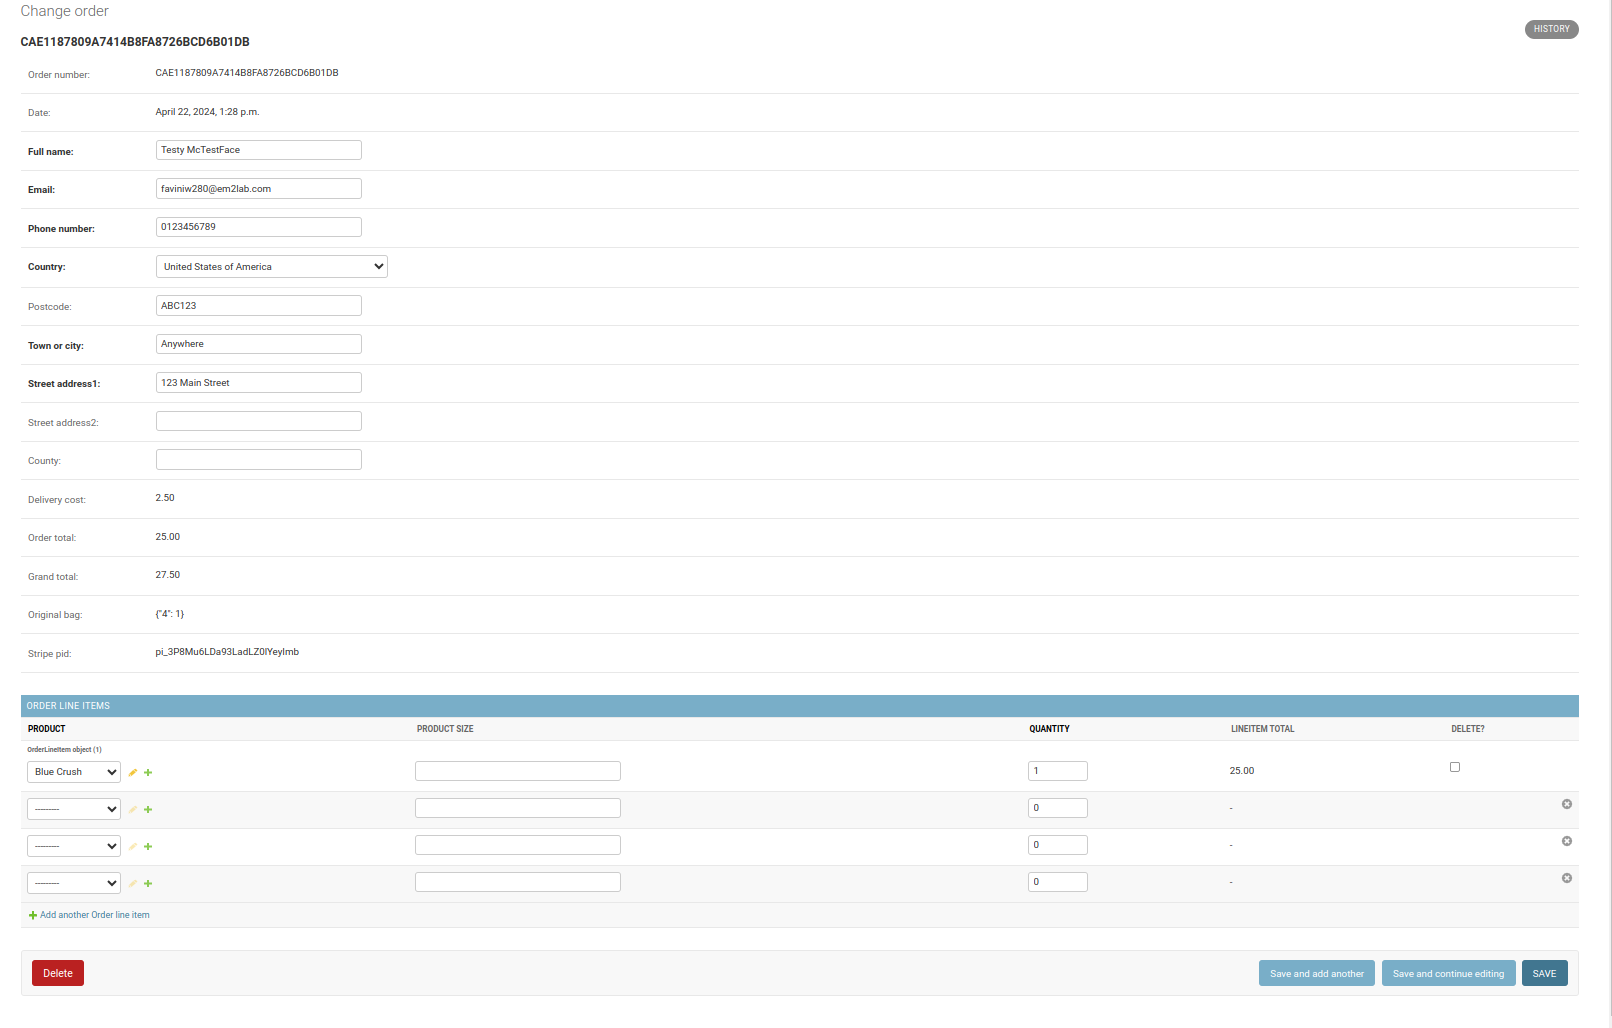 Change order
HISTORY
CAE1187809A7414B8FA8726BCD6B01DB
Order number: CAE1187809A7414B8FA8726BCD6B01DB
Date: April 22, 2024, 1:28 p.m.
Full name: Testy McTestFace
Email: faviniw280@em2lab.com
Phone number: 0123456789
Country: United States of America
Postcode: ABC123
Town or city: Anywhere
Street address1: 123 Main Street
Street address2:
County:
Delivery cost: 2.50
Order total: 25.00
Grand total: 27.50
Original bag: {"4": 1}
Stripe pid: pi_3P8Mu6LDa93LadLZ0IYeyImb
ORDER LINE ITEMS
PRODUCT PRODUCT SIZE QUANTITY LINEITEM TOTAL DELETE?
OrderLineItem object (1)
Blue Crush 1 25.00
--------- 0 -
--------- 0 -
--------- 0 -
Add another Order line item
Delete Save and add another Save and continue editing SAVE